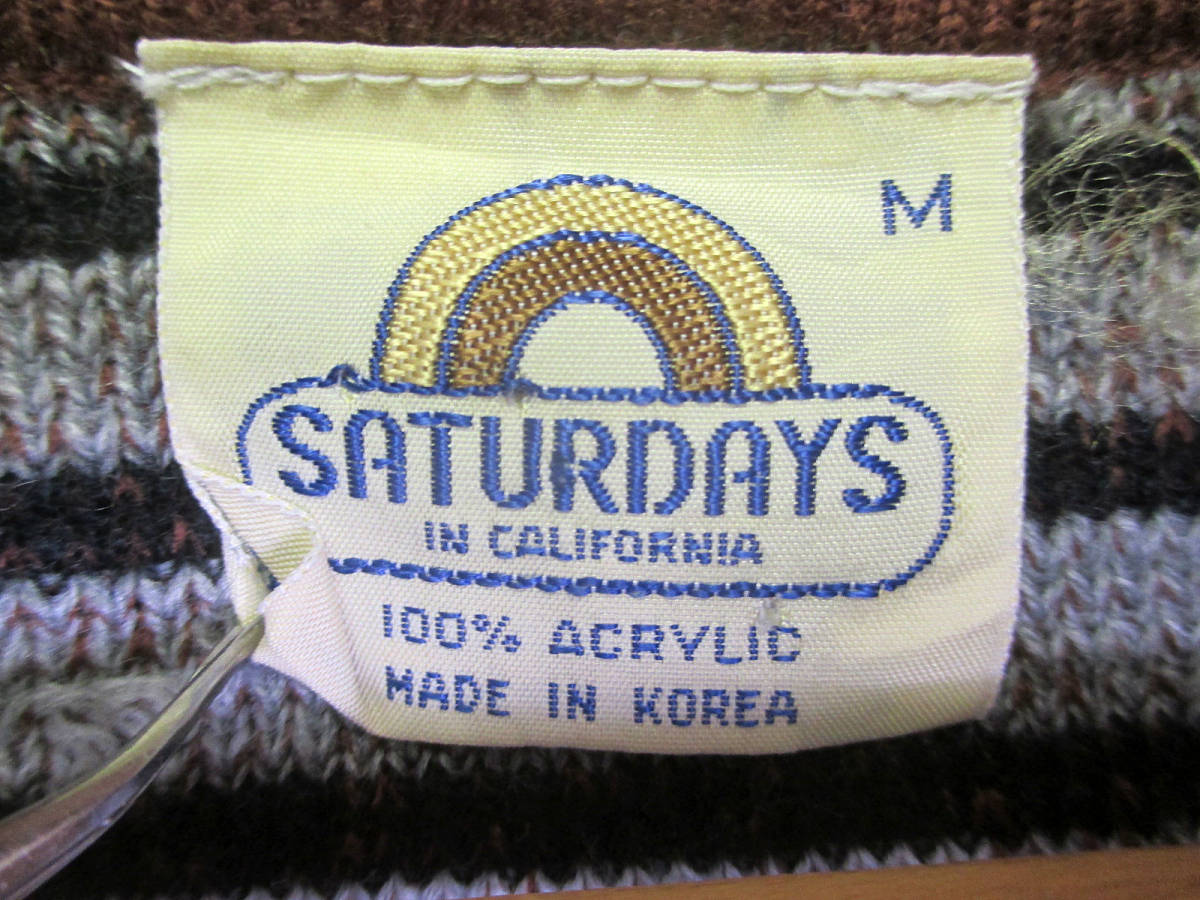 M
SATURDAYS
IN CALIFORNIA
100% ACRYLIC
MADE IN KOREA